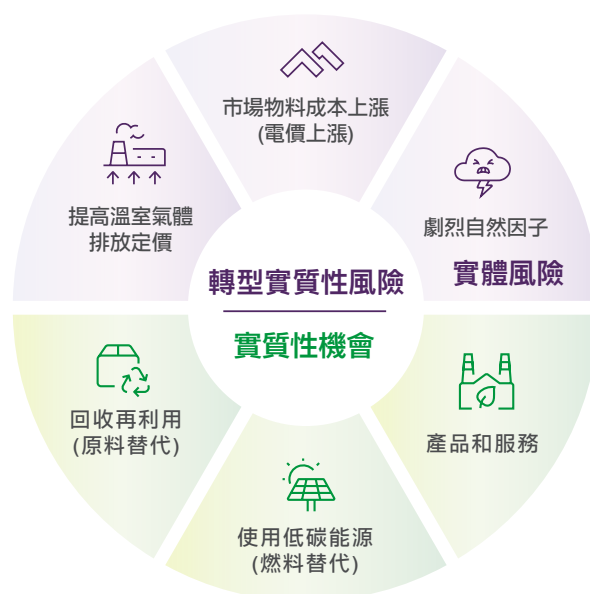 市場物料成本上漲
(電價上漲)
提高溫室氣體
排放定價
劇烈自然因子
實體風險
轉型實質性風險
實質性機會
回收再利用
(原料替代)
產品和服務
使用低碳能源
(燃料替代)